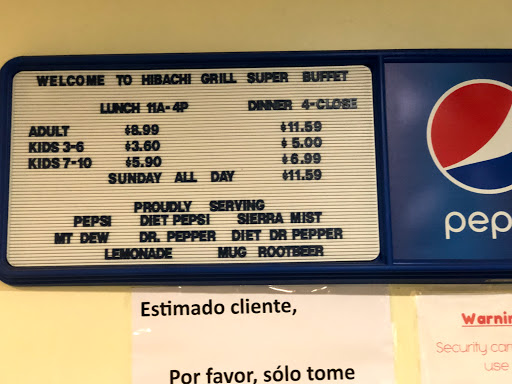 WELCOME TO HIBACHI GRILL SUPER BUFFET
LUNCH 11A-4P DINNER 4-CLOSE
ADULT $8.99 $11.59
KIDS 3-6 $3.60 $5.00
KIDS 7-10 $5.90 $6.99
SUNDAY ALL DAY $11.59
PROUDLY SERVING
PEPSI DIET PEPSI SIERRA MIST
MT DEW DR. PEPPER DIET DR PEPPER
LEMONADE MUG ROOTBEER
pep
Estimado cliente,
Por favor, sólo tome
Warnin
Security cam
use